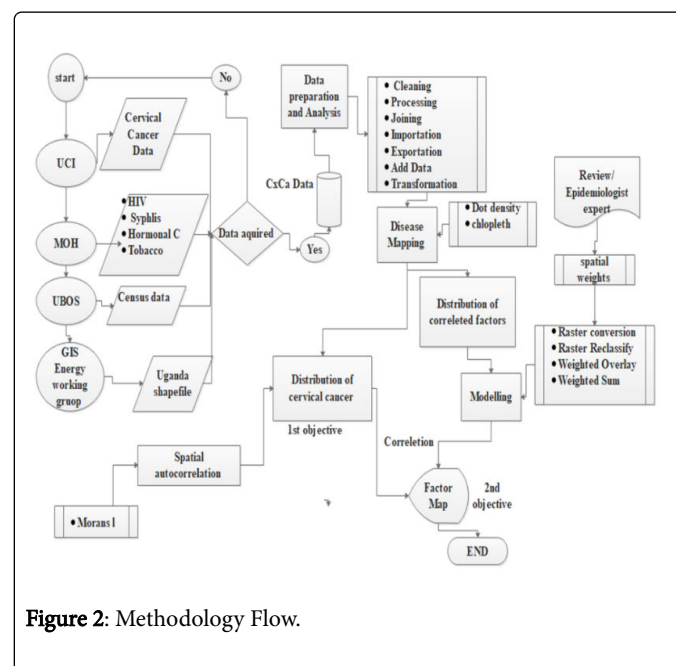 start
No
UCI
Cervical
Cancer
Data
MOH
• HIV
• Syphlis
• Hormonal C
• Tobacco
UBOS
Census data
GIS
Energy
working
gruop
Uganda
shapefile
Data aquired
Yes
CxCa Data
Data
preparation
and Analysis
• Cleaning
• Processing
• Joining
• Importation
• Exportation
• Add Data
• Transformation
Disease
Mapping
• Dot density
• chlopleth
Review/
Epidemiologist
expert
spatial
weights
Distribution of
correleted factors
• Raster conversion
• Raster Reclassify
• Weighted Overlay
• Weighted Sum
Modelling
Distribution of
cervical cancer
1st objective
Spatial
autocorrelation
• Morans I
Correletion
Factor
Map
2nd
objective
END
Figure 2: Methodology Flow.